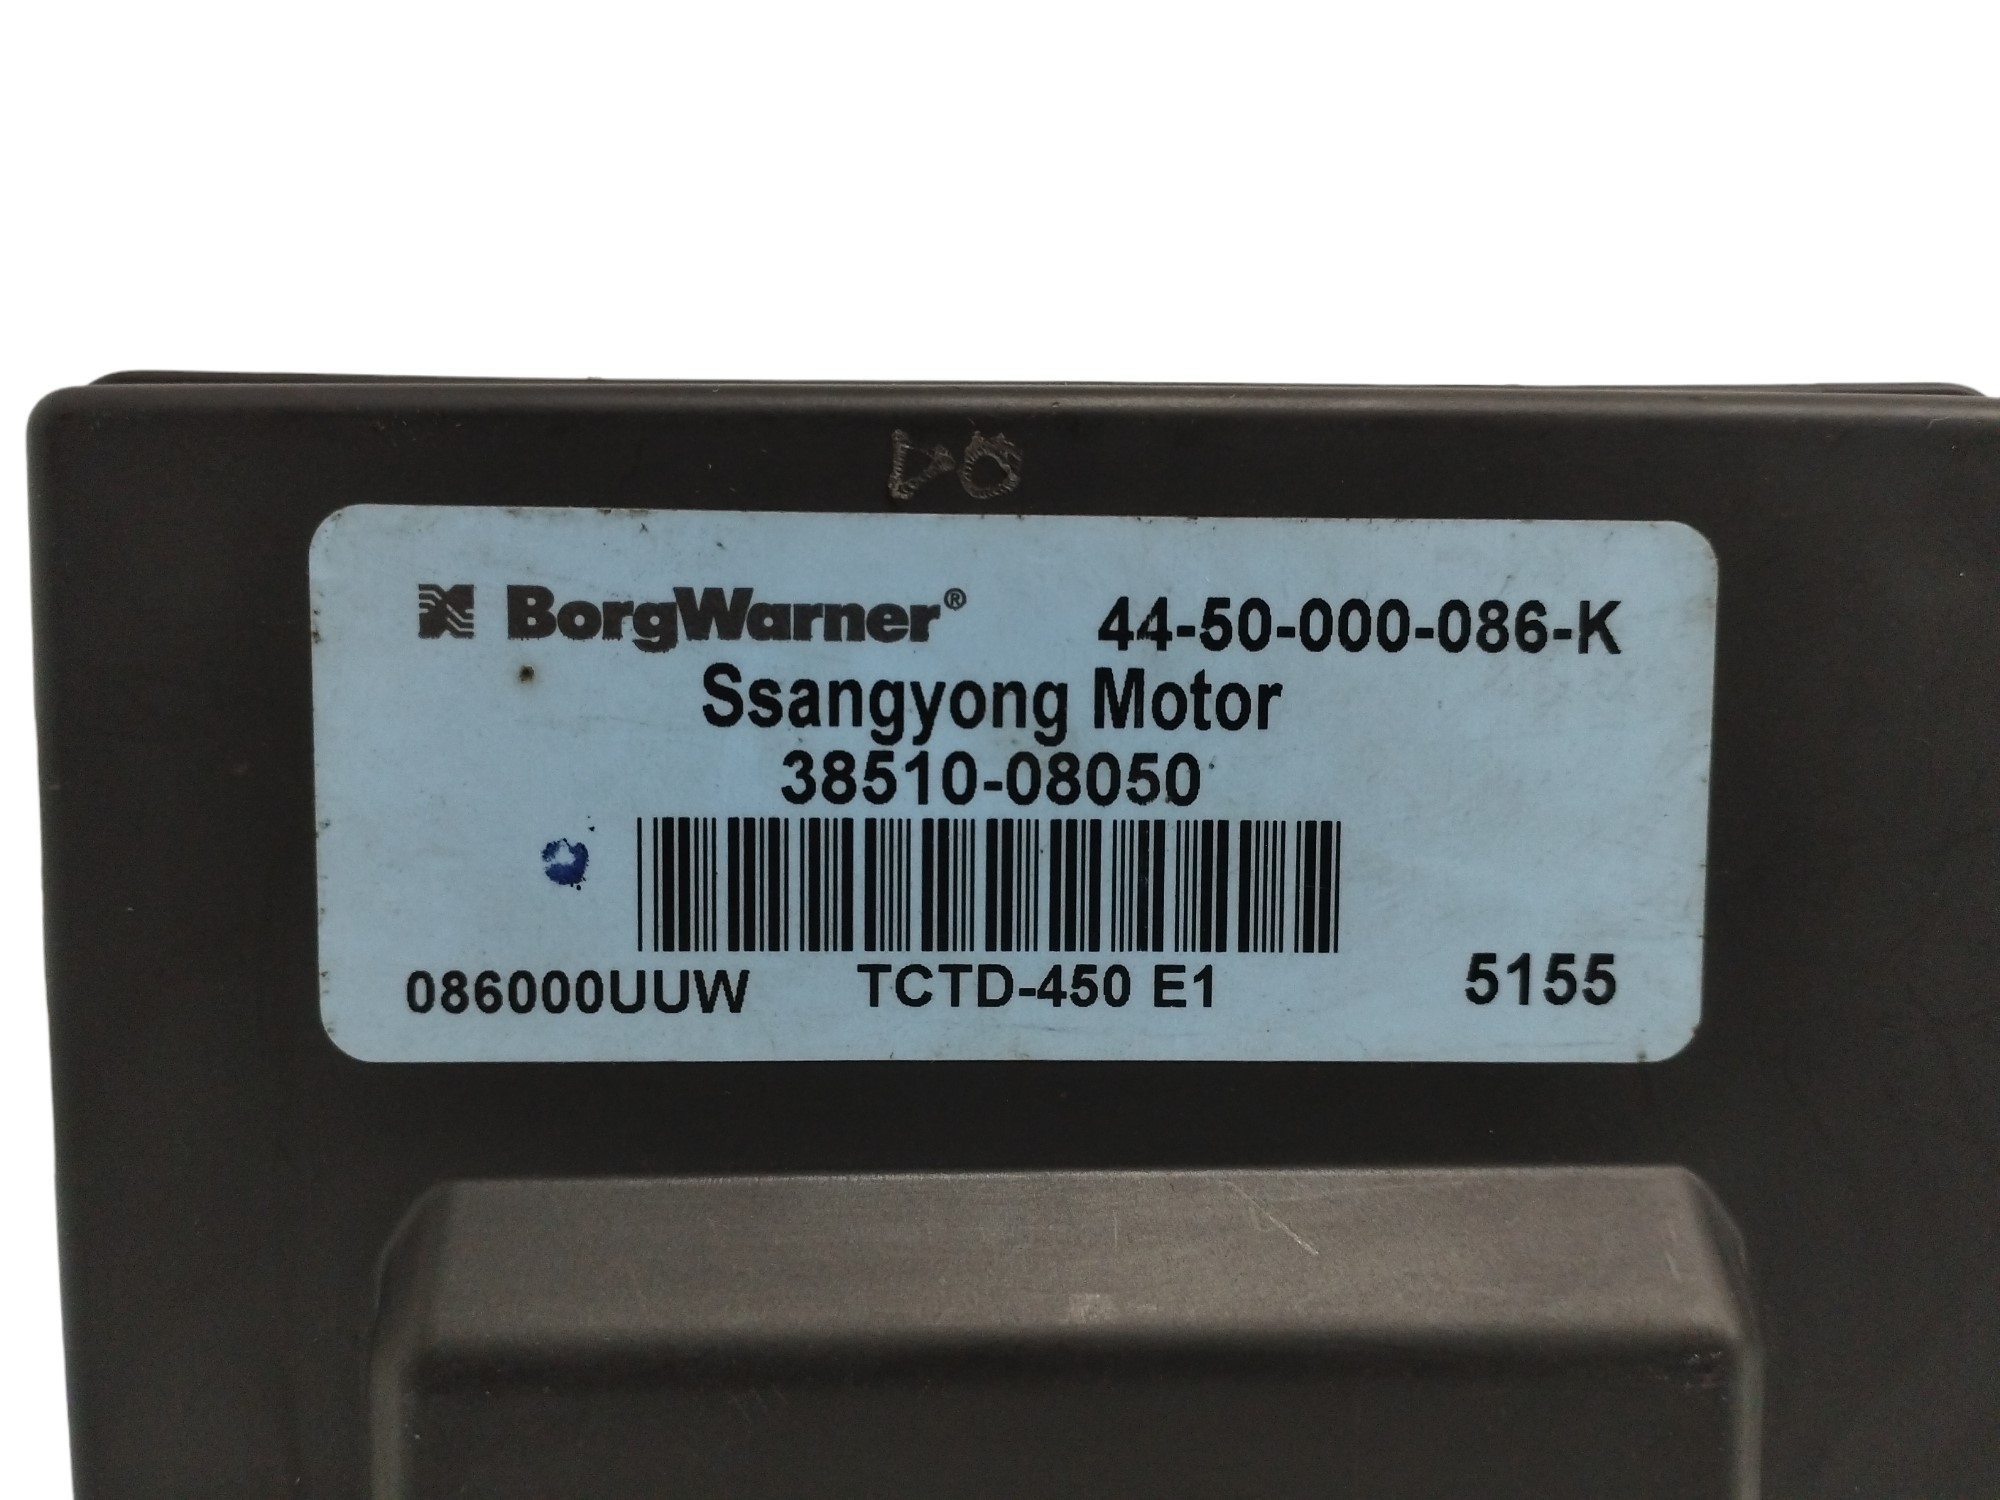 BorgWarner® 44-50-000-086-K
Ssangyong Motor
38510-08050
086000UUW TCTD-450 E1 5155